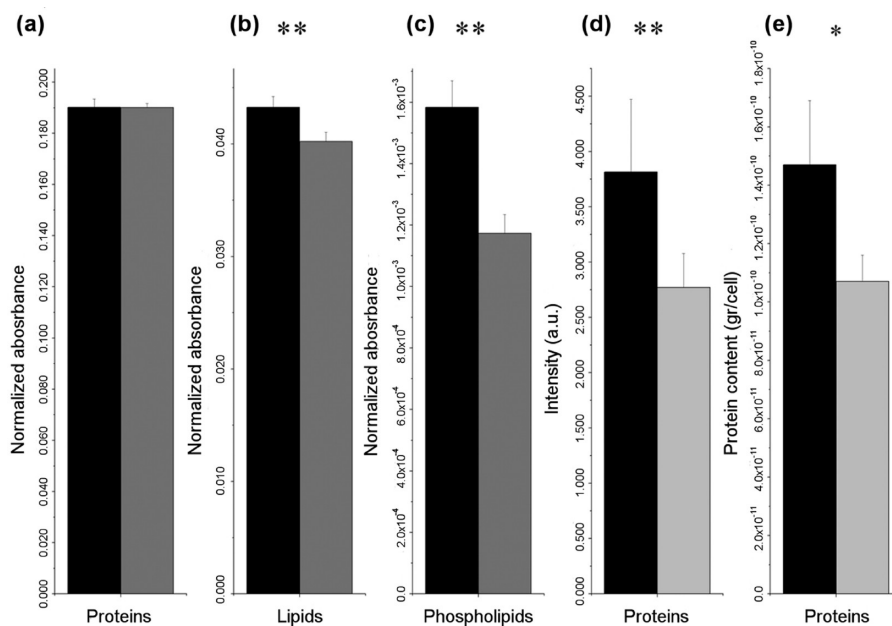 (a)
Normalized abosrbance
0.200
0.180
0.160
0.140
0.120
0.100
0.080
0.060
0.040
0.020
0.000
Proteins
(b) **
Normalized absorbance
0.040
0.030
0.020
0.010
0.000
Lipids
(c) **
Normalized abosrbance
1.6x10⁻³
1.4x10⁻³
1.2x10⁻³
1.0x10⁻³
8.0x10⁻⁴
6.0x10⁻⁴
4.0x10⁻⁴
2.0x10⁻⁴
0.0
Phospholipids
(d) **
Intensity (a.u.)
4.500
4.000
3.500
3.000
2.500
2.000
1.500
1.000
0.500
0.000
Proteins
(e) *
Protein content (gr/cell)
1.8x10⁻¹⁰
1.6x10⁻¹⁰
1.4x10⁻¹⁰
1.2x10⁻¹⁰
1.0x10⁻¹⁰
8.0x10⁻¹¹
6.0x10⁻¹¹
4.0x10⁻¹¹
2.0x10⁻¹¹
0.0
Proteins